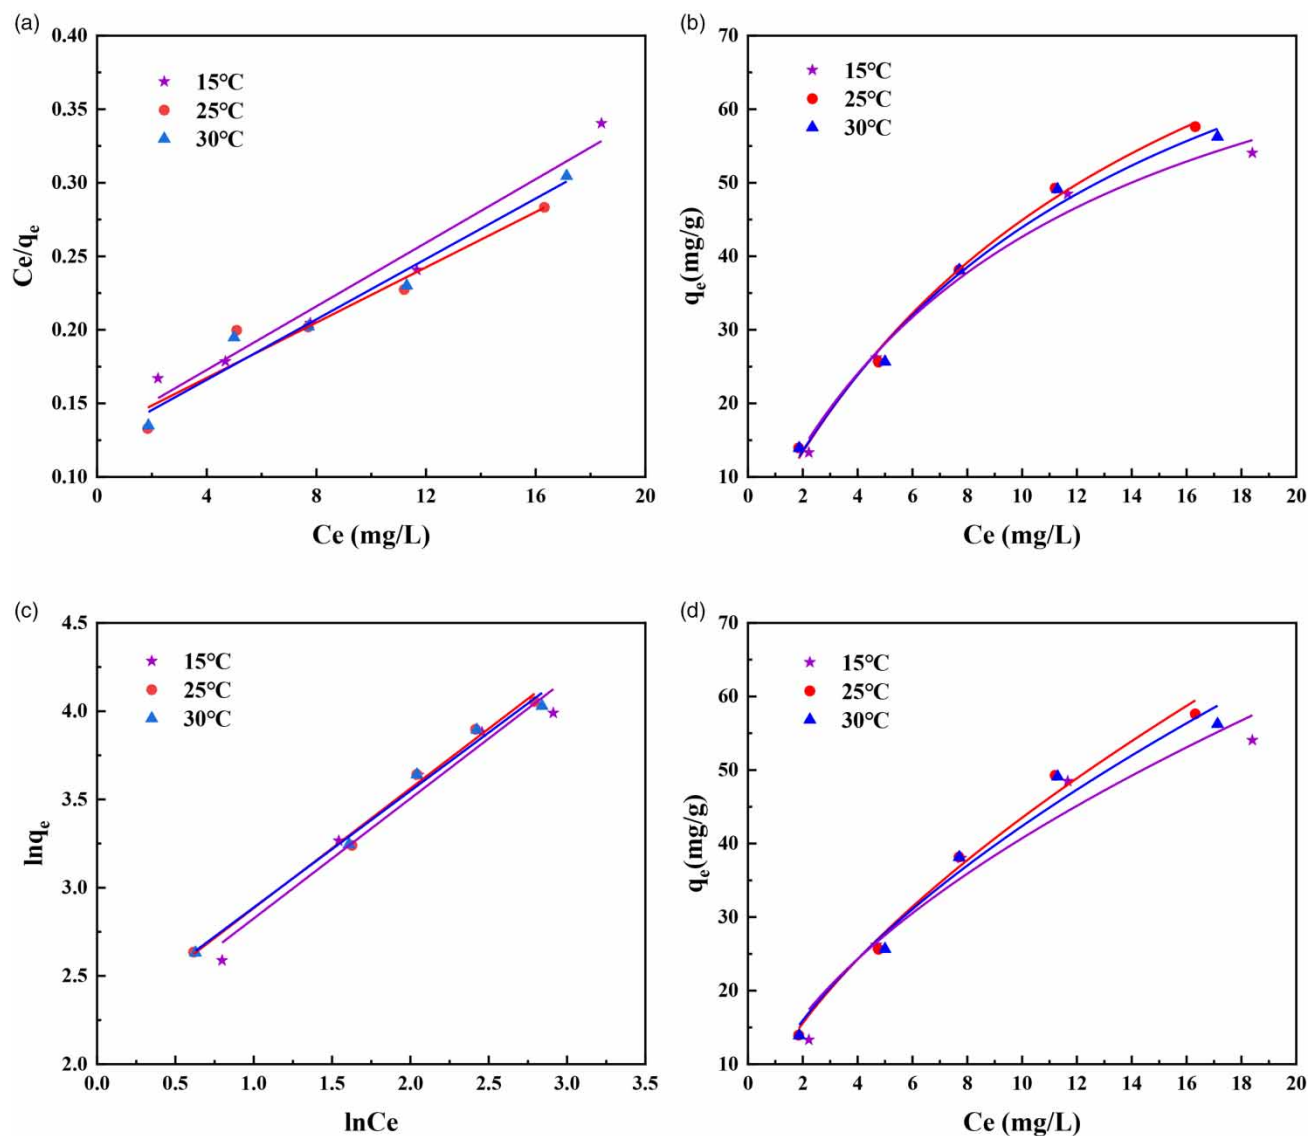 (a)
0.40
0.35
0.30
0.25
0.20
0.15
0.10
Ce/qe
15°C
25°C
30°C
0 4 8 12 16 20
Ce (mg/L)
(b)
70
60
50
40
30
20
10
qe(mg/g)
15°C
25°C
30°C
0 2 4 6 8 10 12 14 16 18 20
Ce (mg/L)
(c)
4.5
4.0
3.5
3.0
2.5
2.0
lnqe
15°C
25°C
30°C
0.0 0.5 1.0 1.5 2.0 2.5 3.0 3.5
lnCe
(d)
70
60
50
40
30
20
10
qe(mg/g)
15°C
25°C
30°C
0 2 4 6 8 10 12 14 16 18 20
Ce (mg/L)